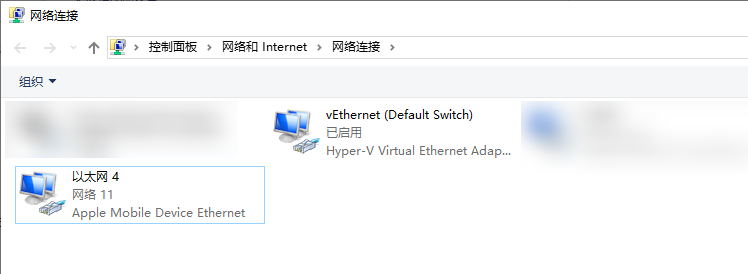 网络连接
控制面板 > 网络和 Internet > 网络连接 >
组织
vEthernet (Default Switch)
已启用
Hyper-V Virtual Ethernet Adap...
以太网 4
网络 11
Apple Mobile Device Ethernet